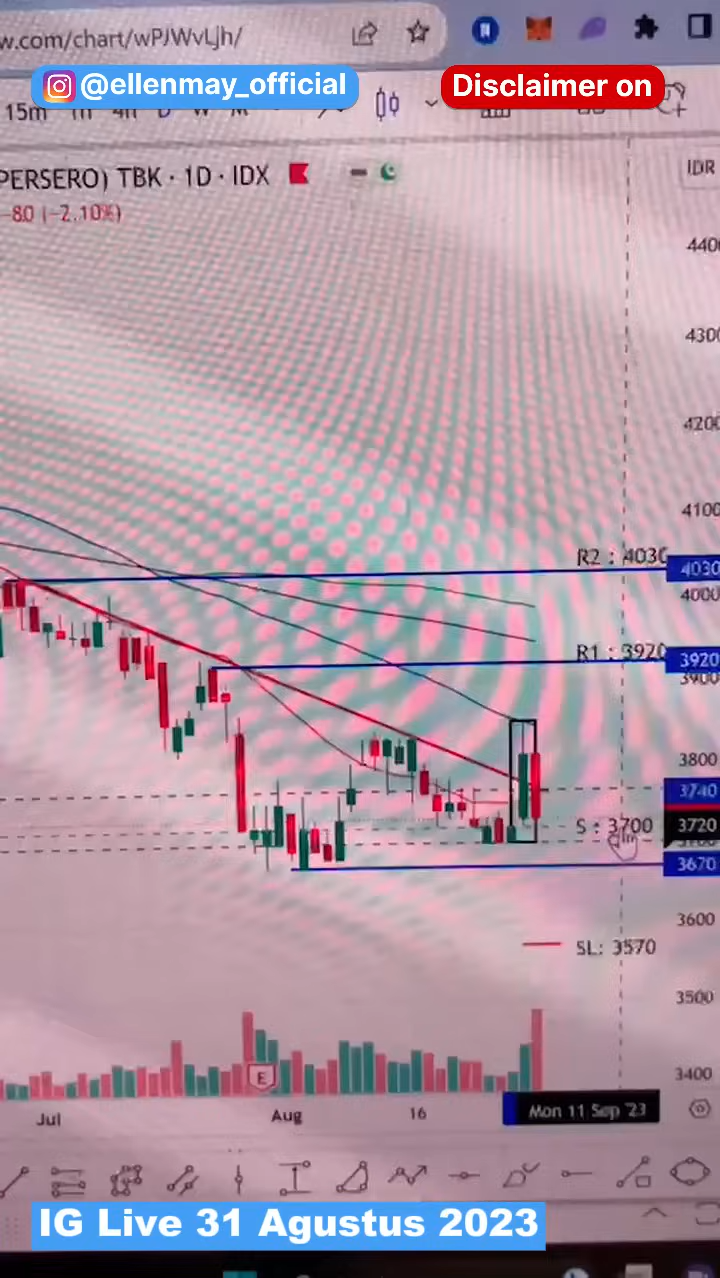 w.com/chart/wPJWvLjh/
@ellenmay_official
Disclaimer on
15m
PERSERO) TBK · 1D · IDX
IDR
−80 (−2.10%)
4400
4300
4200
4100
R2 : 4030
4030
4000
R1 : 3920
3920
3900
3800
3740
S : 3700
3720
3670
3600
SL: 3570
3500
E
3400
Jul
Aug
16
Mon 11 Sep '23
IG Live 31 Agustus 2023